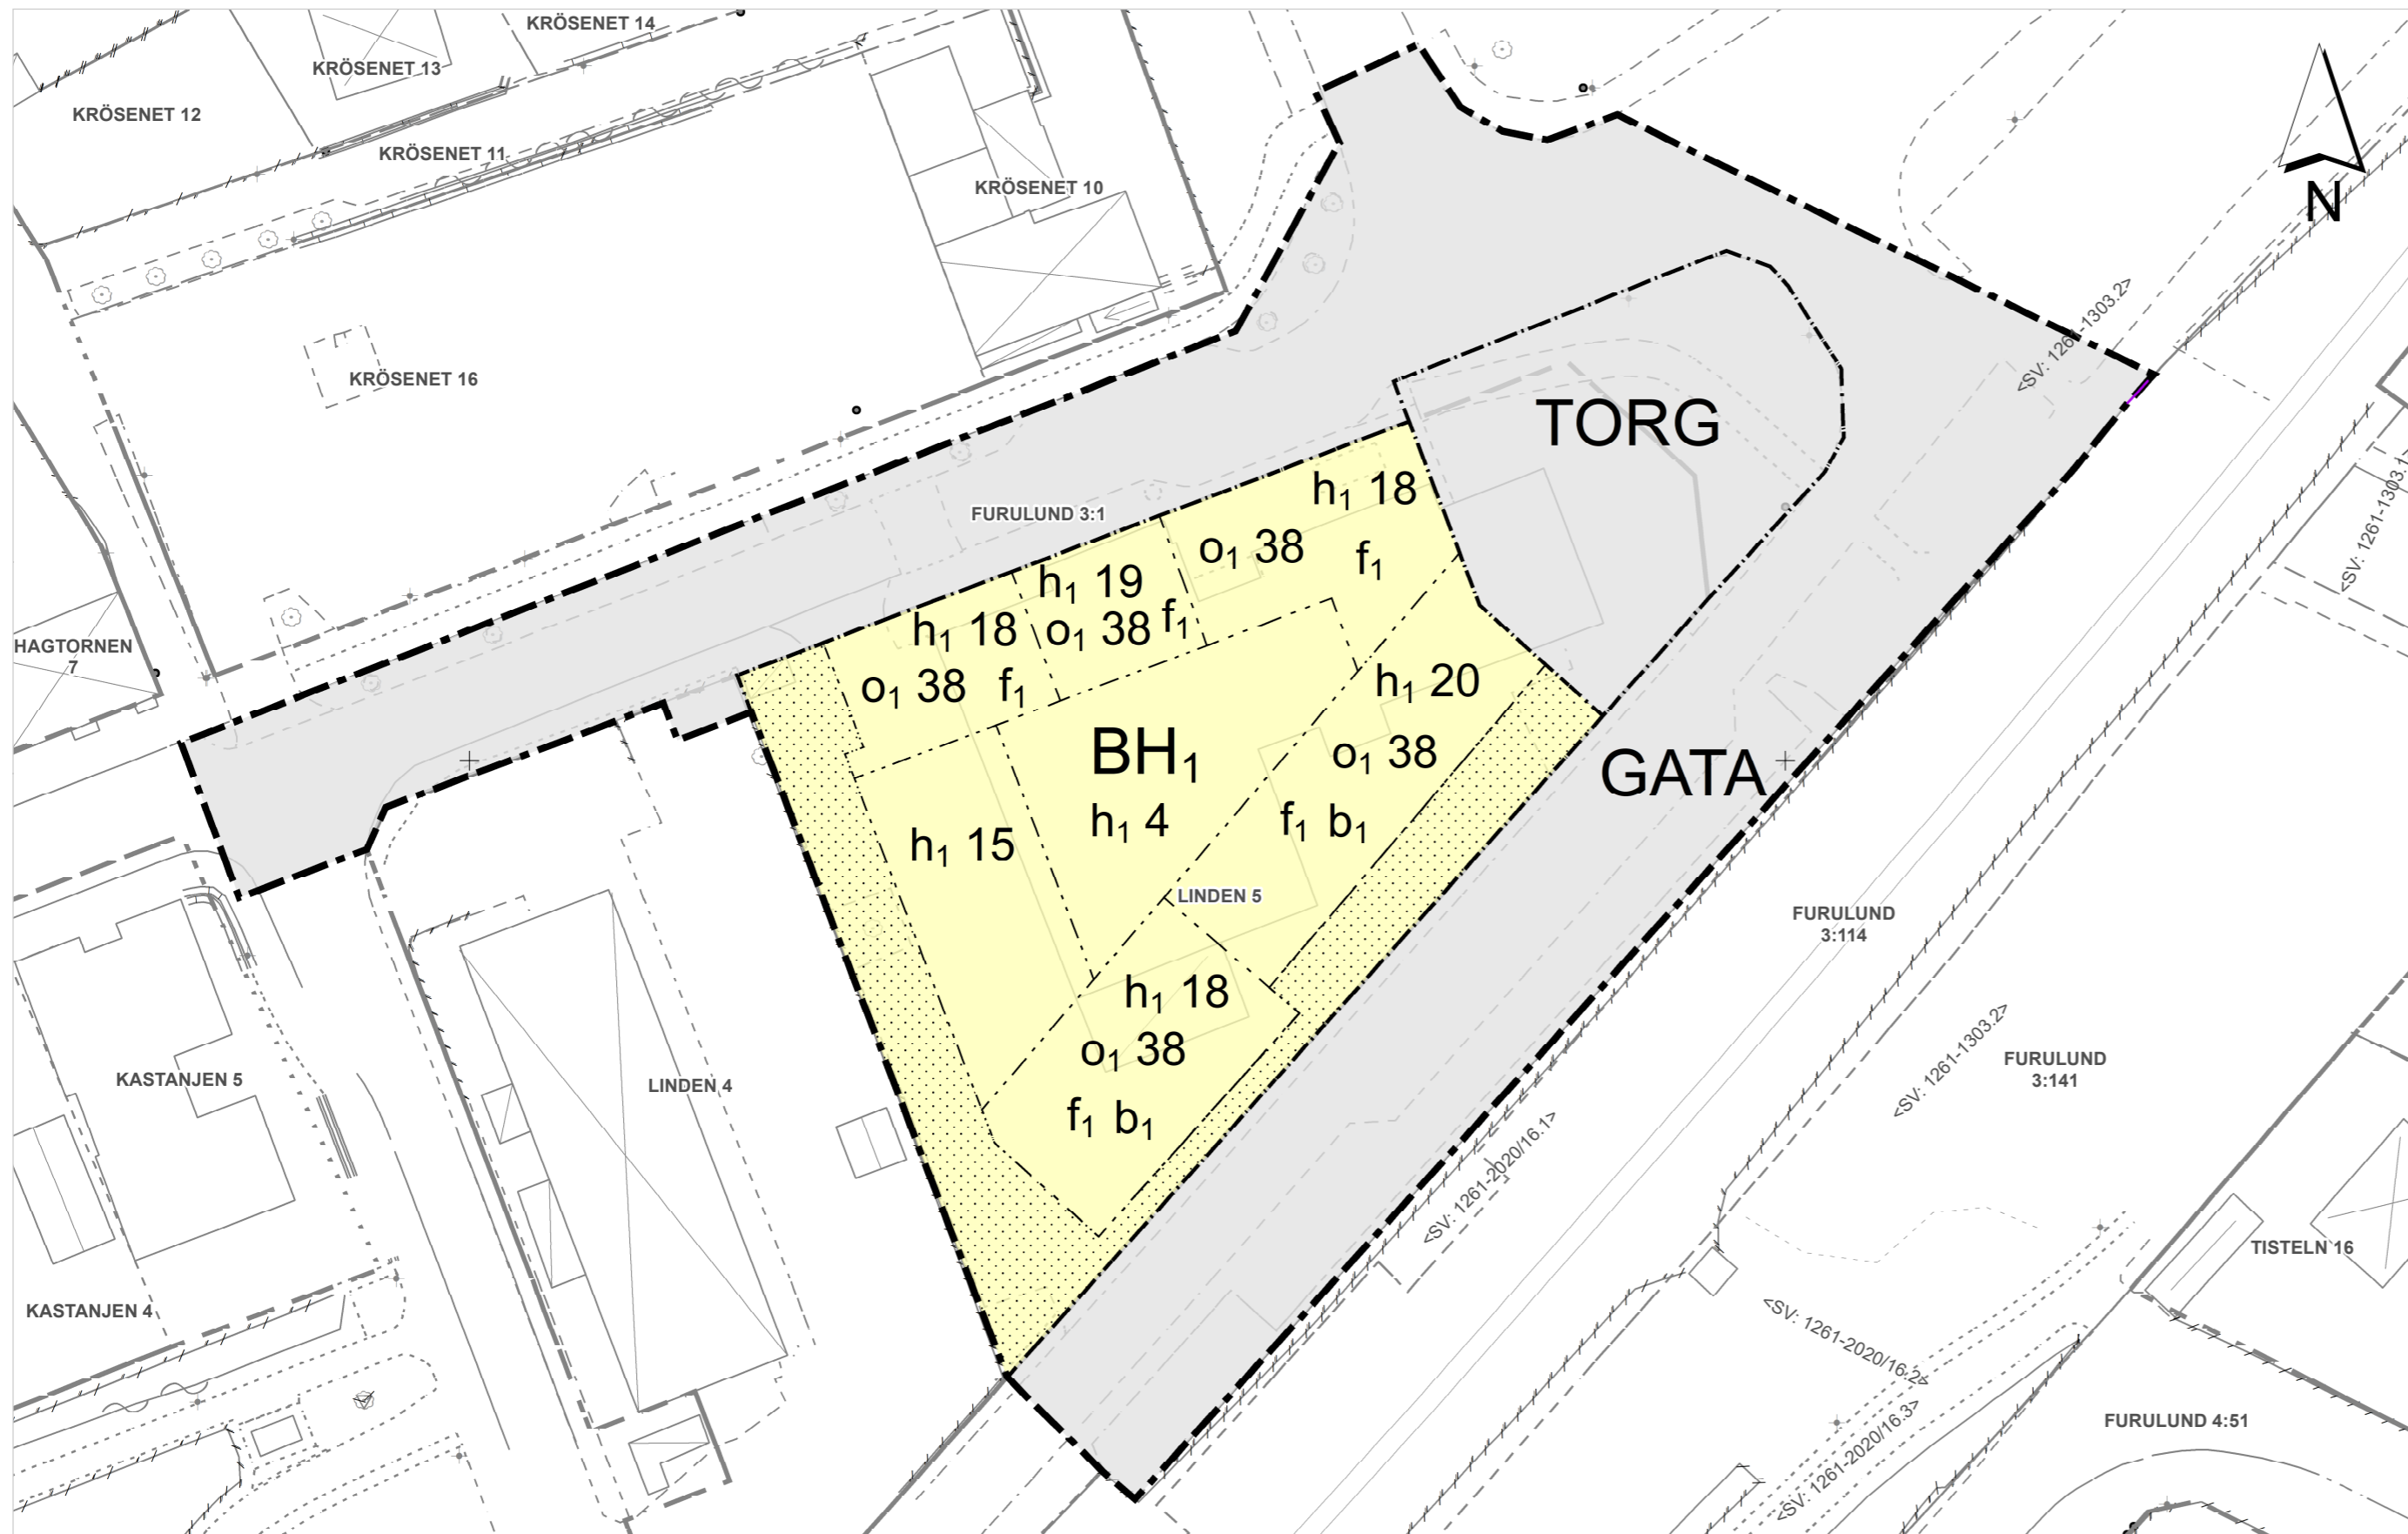 KRÖSENET 14
KRÖSENET 13
KRÖSENET 12
KRÖSENET 11
KRÖSENET 10
N
<SV: 1261-1303.2>
KRÖSENET 16
TORG
<SV: 1261-1303.1
h₁ 18
FURULUND 3:1
o₁ 38
f₁
h₁ 19
o₁ 38 f₁
h₁ 18
o₁ 38 f₁
HAGTORNEN
7
h₁ 20
o₁ 38
f₁ b₁
BH₁
h₁ 4
GATA
h₁ 15
LINDEN 5
FURULUND
3:114
h₁ 18
o₁ 38
f₁ b₁
<SV: 1261-1303.2>
FURULUND
3:141
KASTANJEN 5
LINDEN 4
<SV: 1261-2020/16.1>
TISTELN 16
KASTANJEN 4
<SV: 1261-2020/16.2>
FURULUND 4:51
<SV: 1261-2020/16.3>